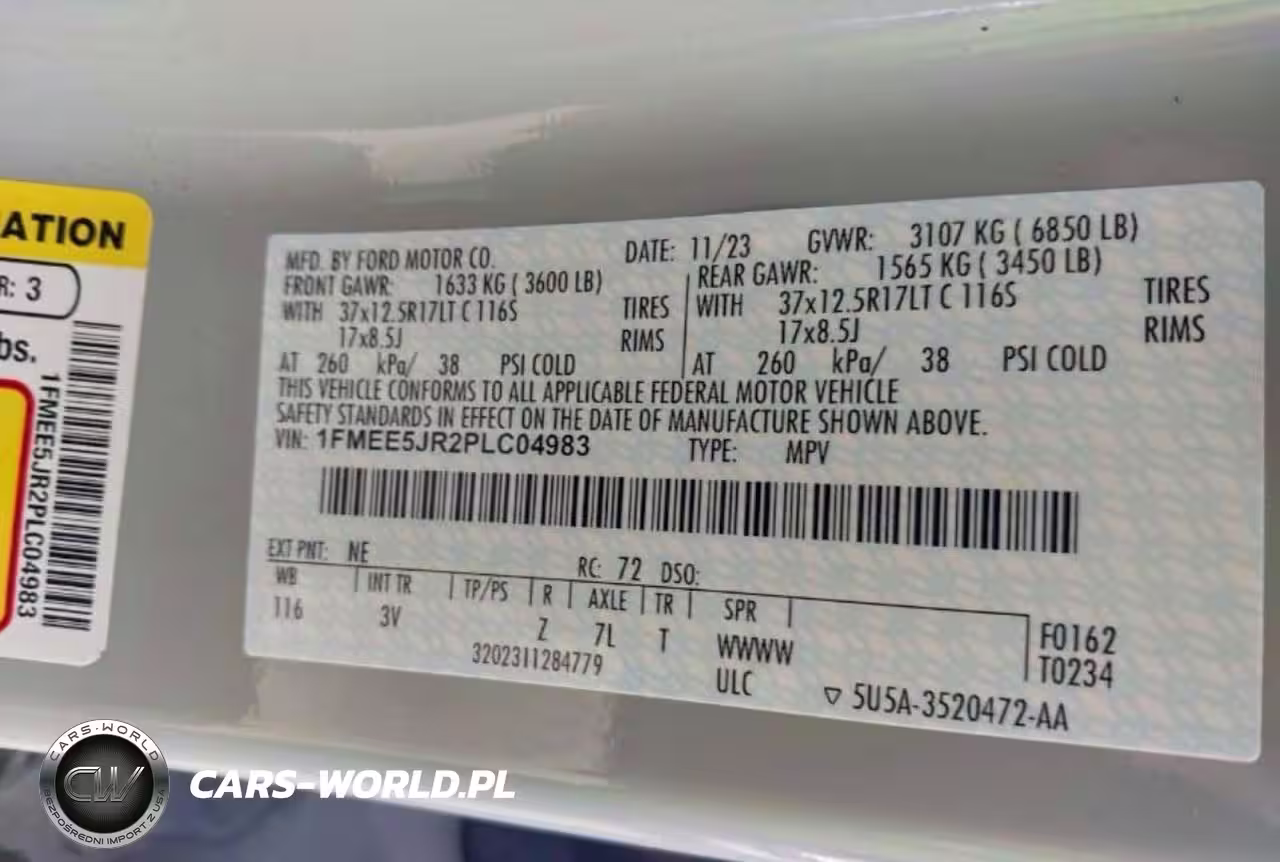 ATION
R: 3
bs.
1FMEE5JR2PLC04983
MFD. BY FORD MOTOR CO. DATE: 11/23 GVWR: 3107 KG ( 6850 LB)
FRONT GAWR: 1633 KG ( 3600 LB) REAR GAWR: 1565 KG ( 3450 LB)
WITH 37x12.5R17LT C 116S TIRES WITH 37x12.5R17LT C 116S TIRES
17x8.5J RIMS 17x8.5J RIMS
AT 260 kPa/ 38 PSI COLD AT 260 kPa/ 38 PSI COLD
THIS VEHICLE CONFORMS TO ALL APPLICABLE FEDERAL MOTOR VEHICLE
SAFETY STANDARDS IN EFFECT ON THE DATE OF MANUFACTURE SHOWN ABOVE.
VIN: 1FMEE5JR2PLC04983 TYPE: MPV
EXT PNT: NE RC: 72 DSO:
WB INT TR TP/PS R AXLE TR SPR
116 3V Z 7L T WWWW F0162
3202311284779 ULC T0234
5U5A-3520472-AA
CARS-WORLD
CW
BEZPOŚREDNI IMPORT Z USA
CARS-WORLD.PL